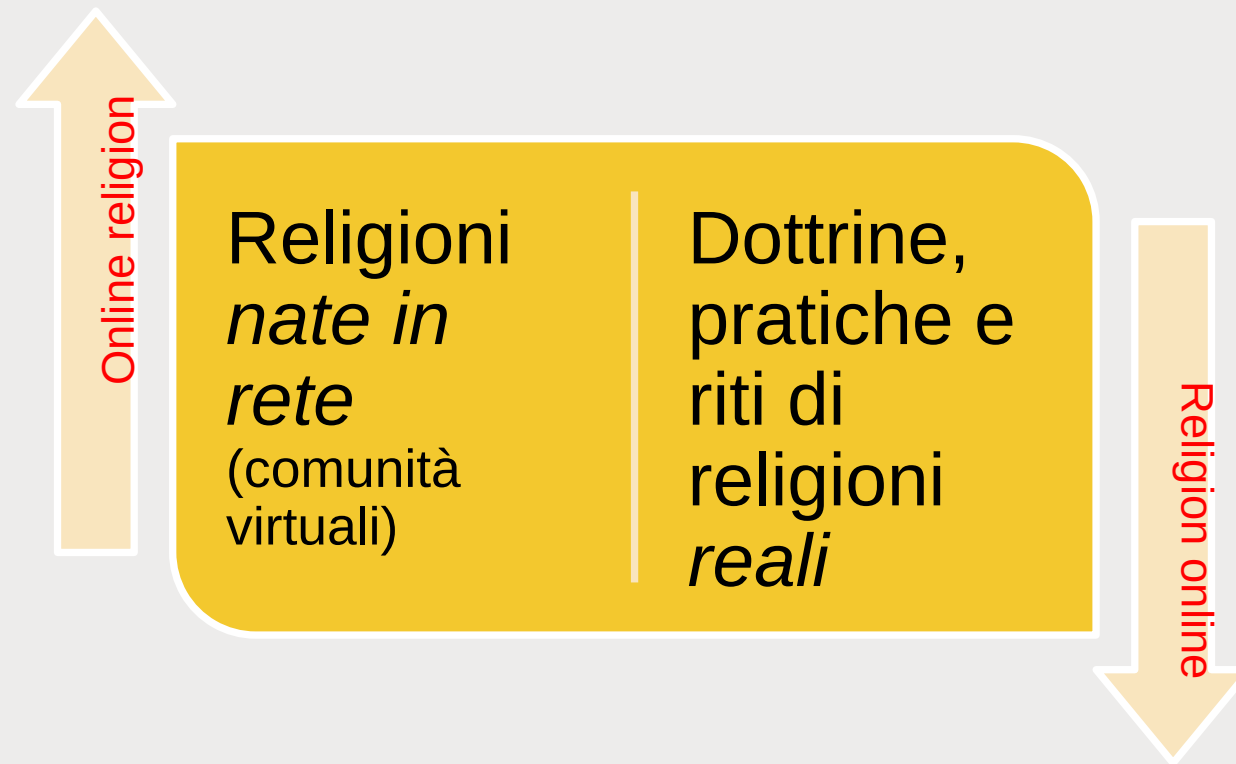 Online religion
Religioni
nate in
rete
(comunità
virtuali)
Dottrine,
pratiche e
riti di
religioni
reali
Religion online